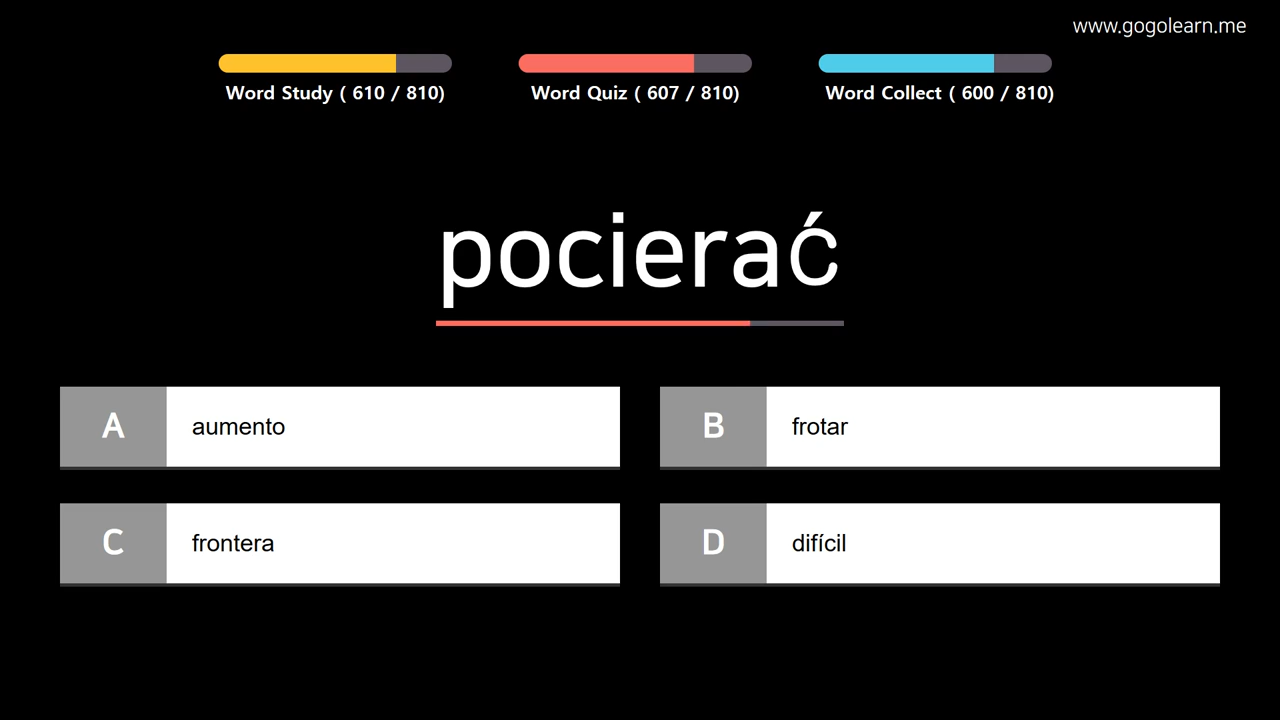 www.gogolearn.me
Word Study ( 610 / 810)
Word Quiz ( 607 / 810)
Word Collect ( 600 / 810)
pocierać
A
aumento
B
frotar
C
frontera
D
difícil